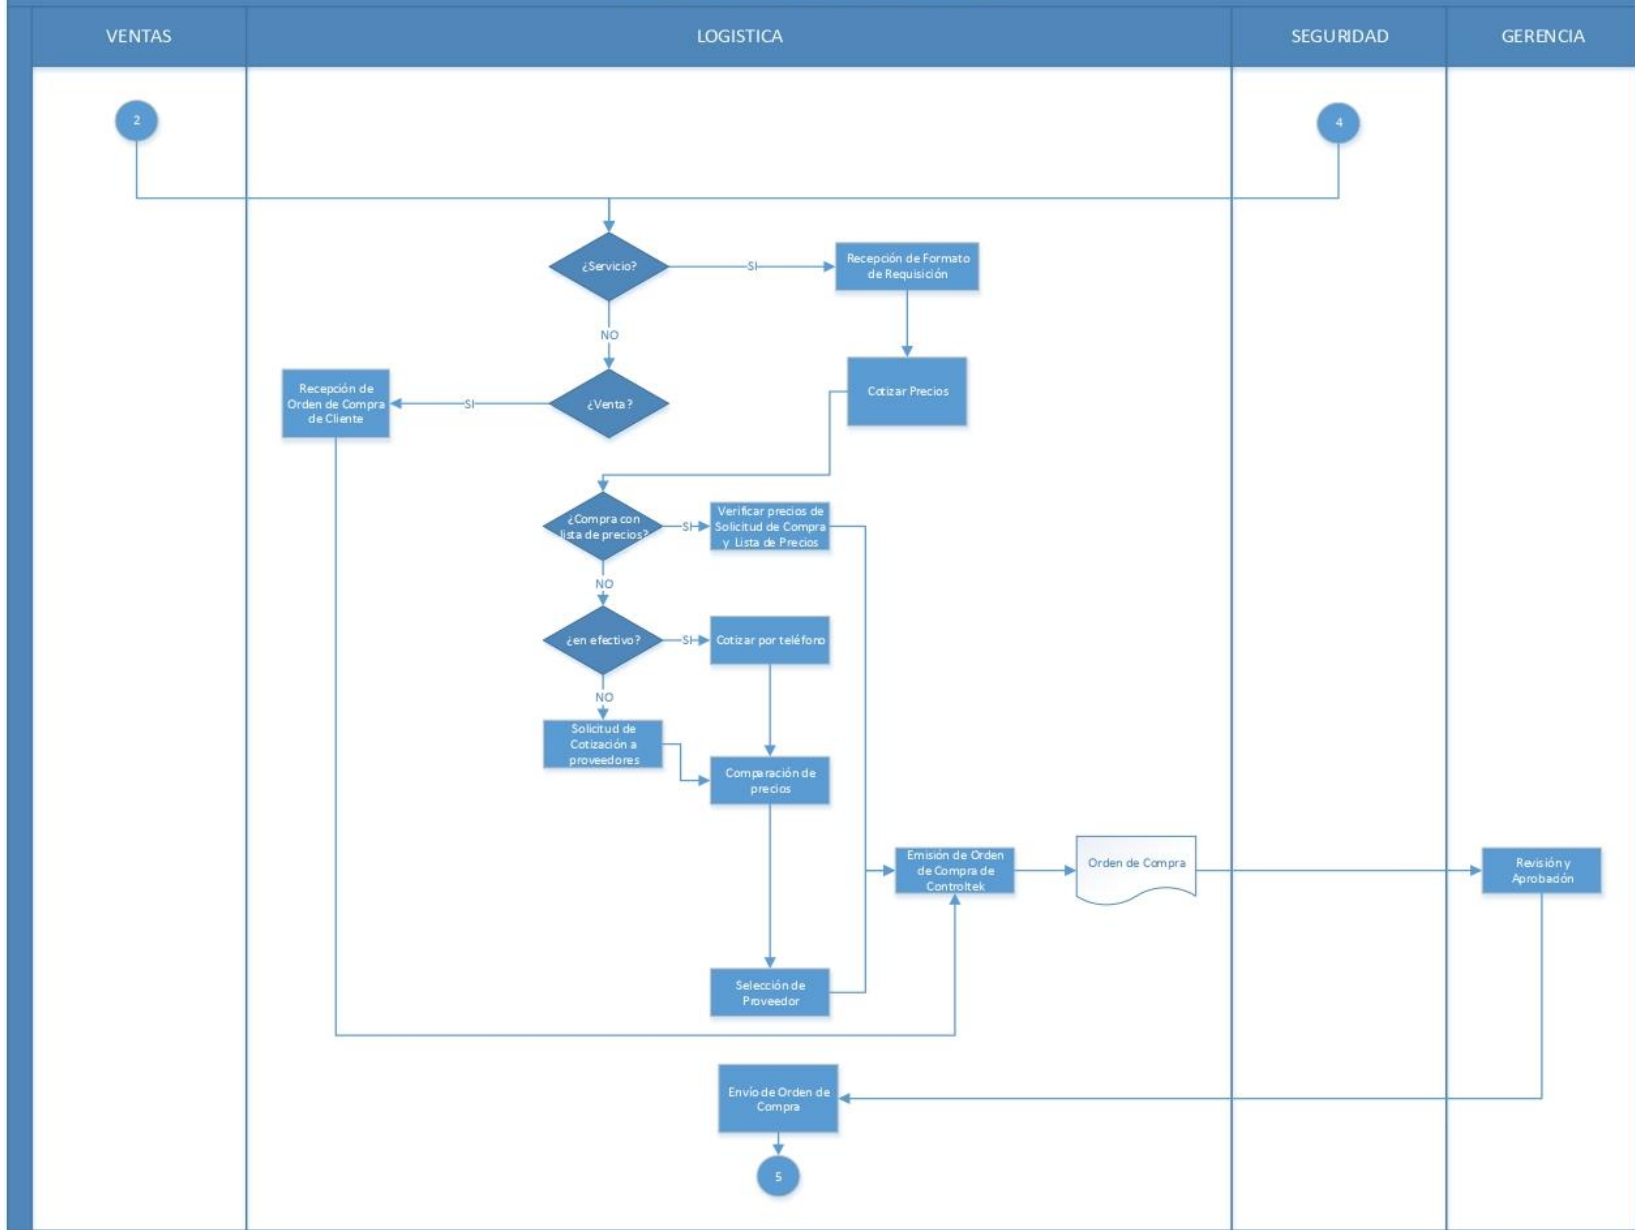 VENTAS
LOGISTICA
SEGURIDAD
GERENCIA
2
4
¿Servicio?
SI
Recepción de Formato
de Requisición
NO
Recepción de
Orden de Compra
de Cliente
SI
¿Venta?
Cotizar Precios
¿Compra con
lista de precios?
SI
Verificar precios de
Solicitud de Compra
y Lista de Precios
NO
¿en efectivo?
SI
Cotizar por teléfono
NO
Solicitud de
Cotización a
proveedores
Comparación de
precios
Emisión de Orden
de Compra de
Controltek
Orden de Compra
Revisión y
Aprobación
Selección de
Proveedor
Envío de Orden de
Compra
5